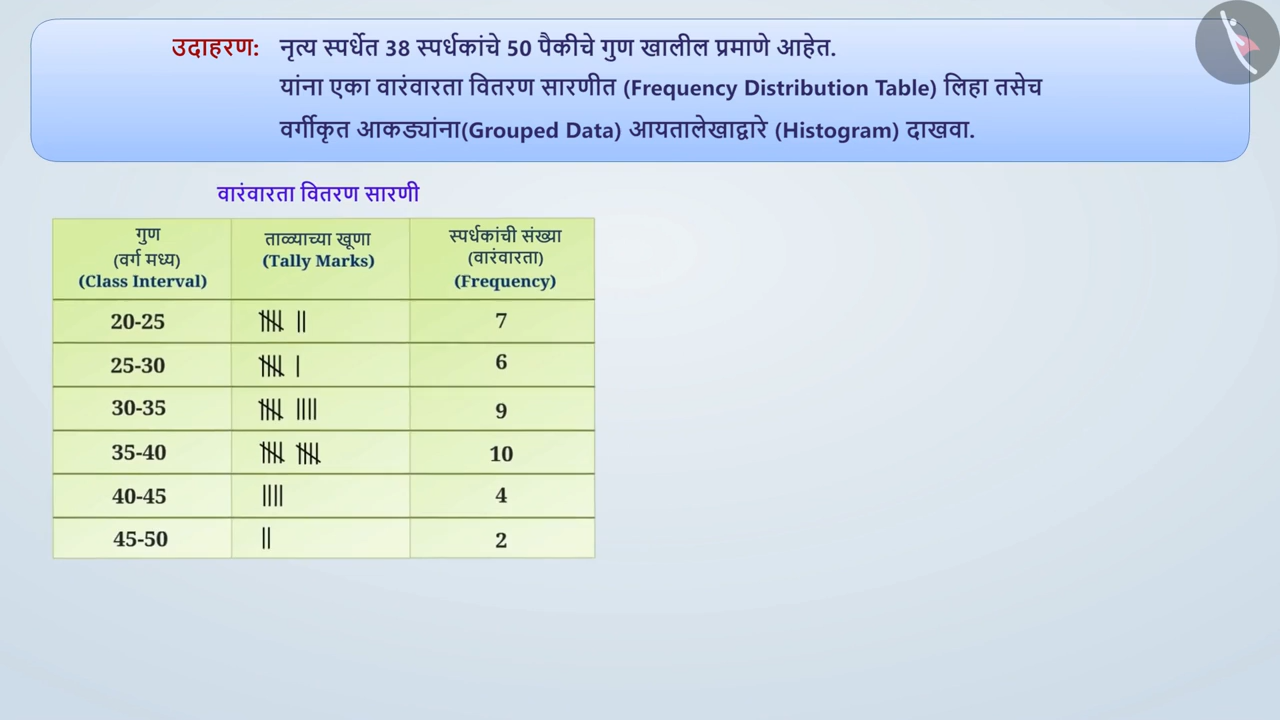 उदाहरण: नृत्य स्पर्धेत 38 स्पर्धकांचे 50 पैकीचे गुण खालील प्रमाणे आहेत.
यांना एका वारंवारता वितरण सारणीत (Frequency Distribution Table) लिहा तसेच
वर्गीकृत आकड्यांना(Grouped Data) आयतालेखाद्वारे (Histogram) दाखवा.
वारंवारता वितरण सारणी
गुण
(वर्ग मध्य)
(Class Interval)
ताळ्याच्या खूणा
(Tally Marks)
स्पर्धकांची संख्या
(वारंवारता)
(Frequency)
20-25 7
25-30 6
30-35 9
35-40 10
40-45 4
45-50 2